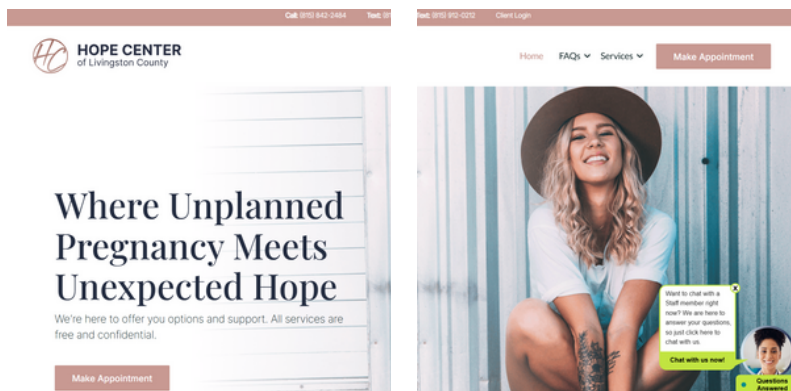 Call: (815) 842-2484 Text: (81
Text: (815) 912-0212 Client Login
HC
HOPE CENTER
of Livingston County
Home FAQs Services Make Appointment
Where Unplanned
Pregnancy Meets
Unexpected Hope
We're here to offer you options and support. All services are
free and confidential.
Make Appointment
X
Want to chat with a
Staff member right
now? We are here to
answer your questions,
so just click here to
chat with us.
Chat with us now!
Questions
Answered